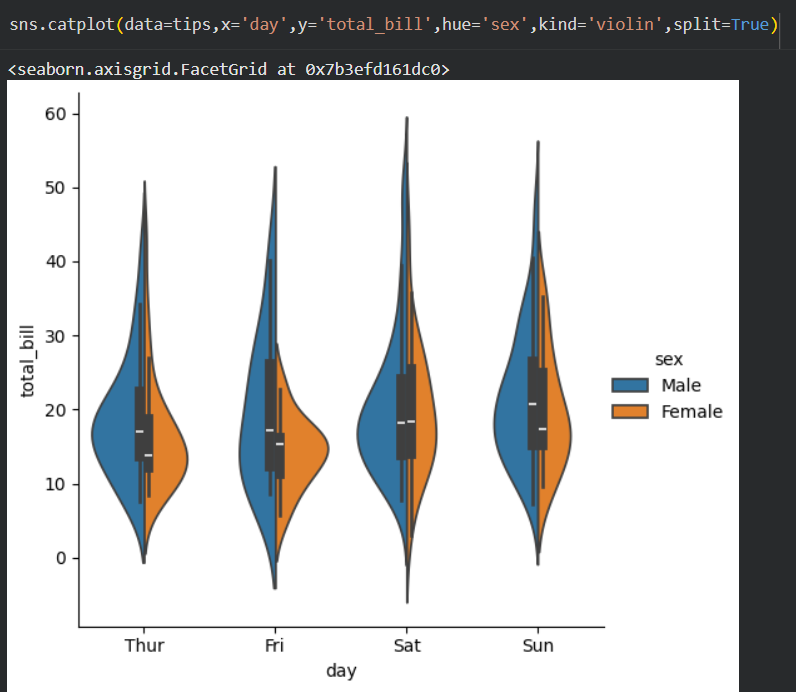 sns.catplot(data=tips,x='day',y='total_bill',hue='sex',kind='violin',split=True)
<seaborn.axisgrid.FacetGrid at 0x7b3efd161dc0>
60
50
40
30
20
10
0
total_bill
sex
Male
Female
Thur Fri Sat Sun
day